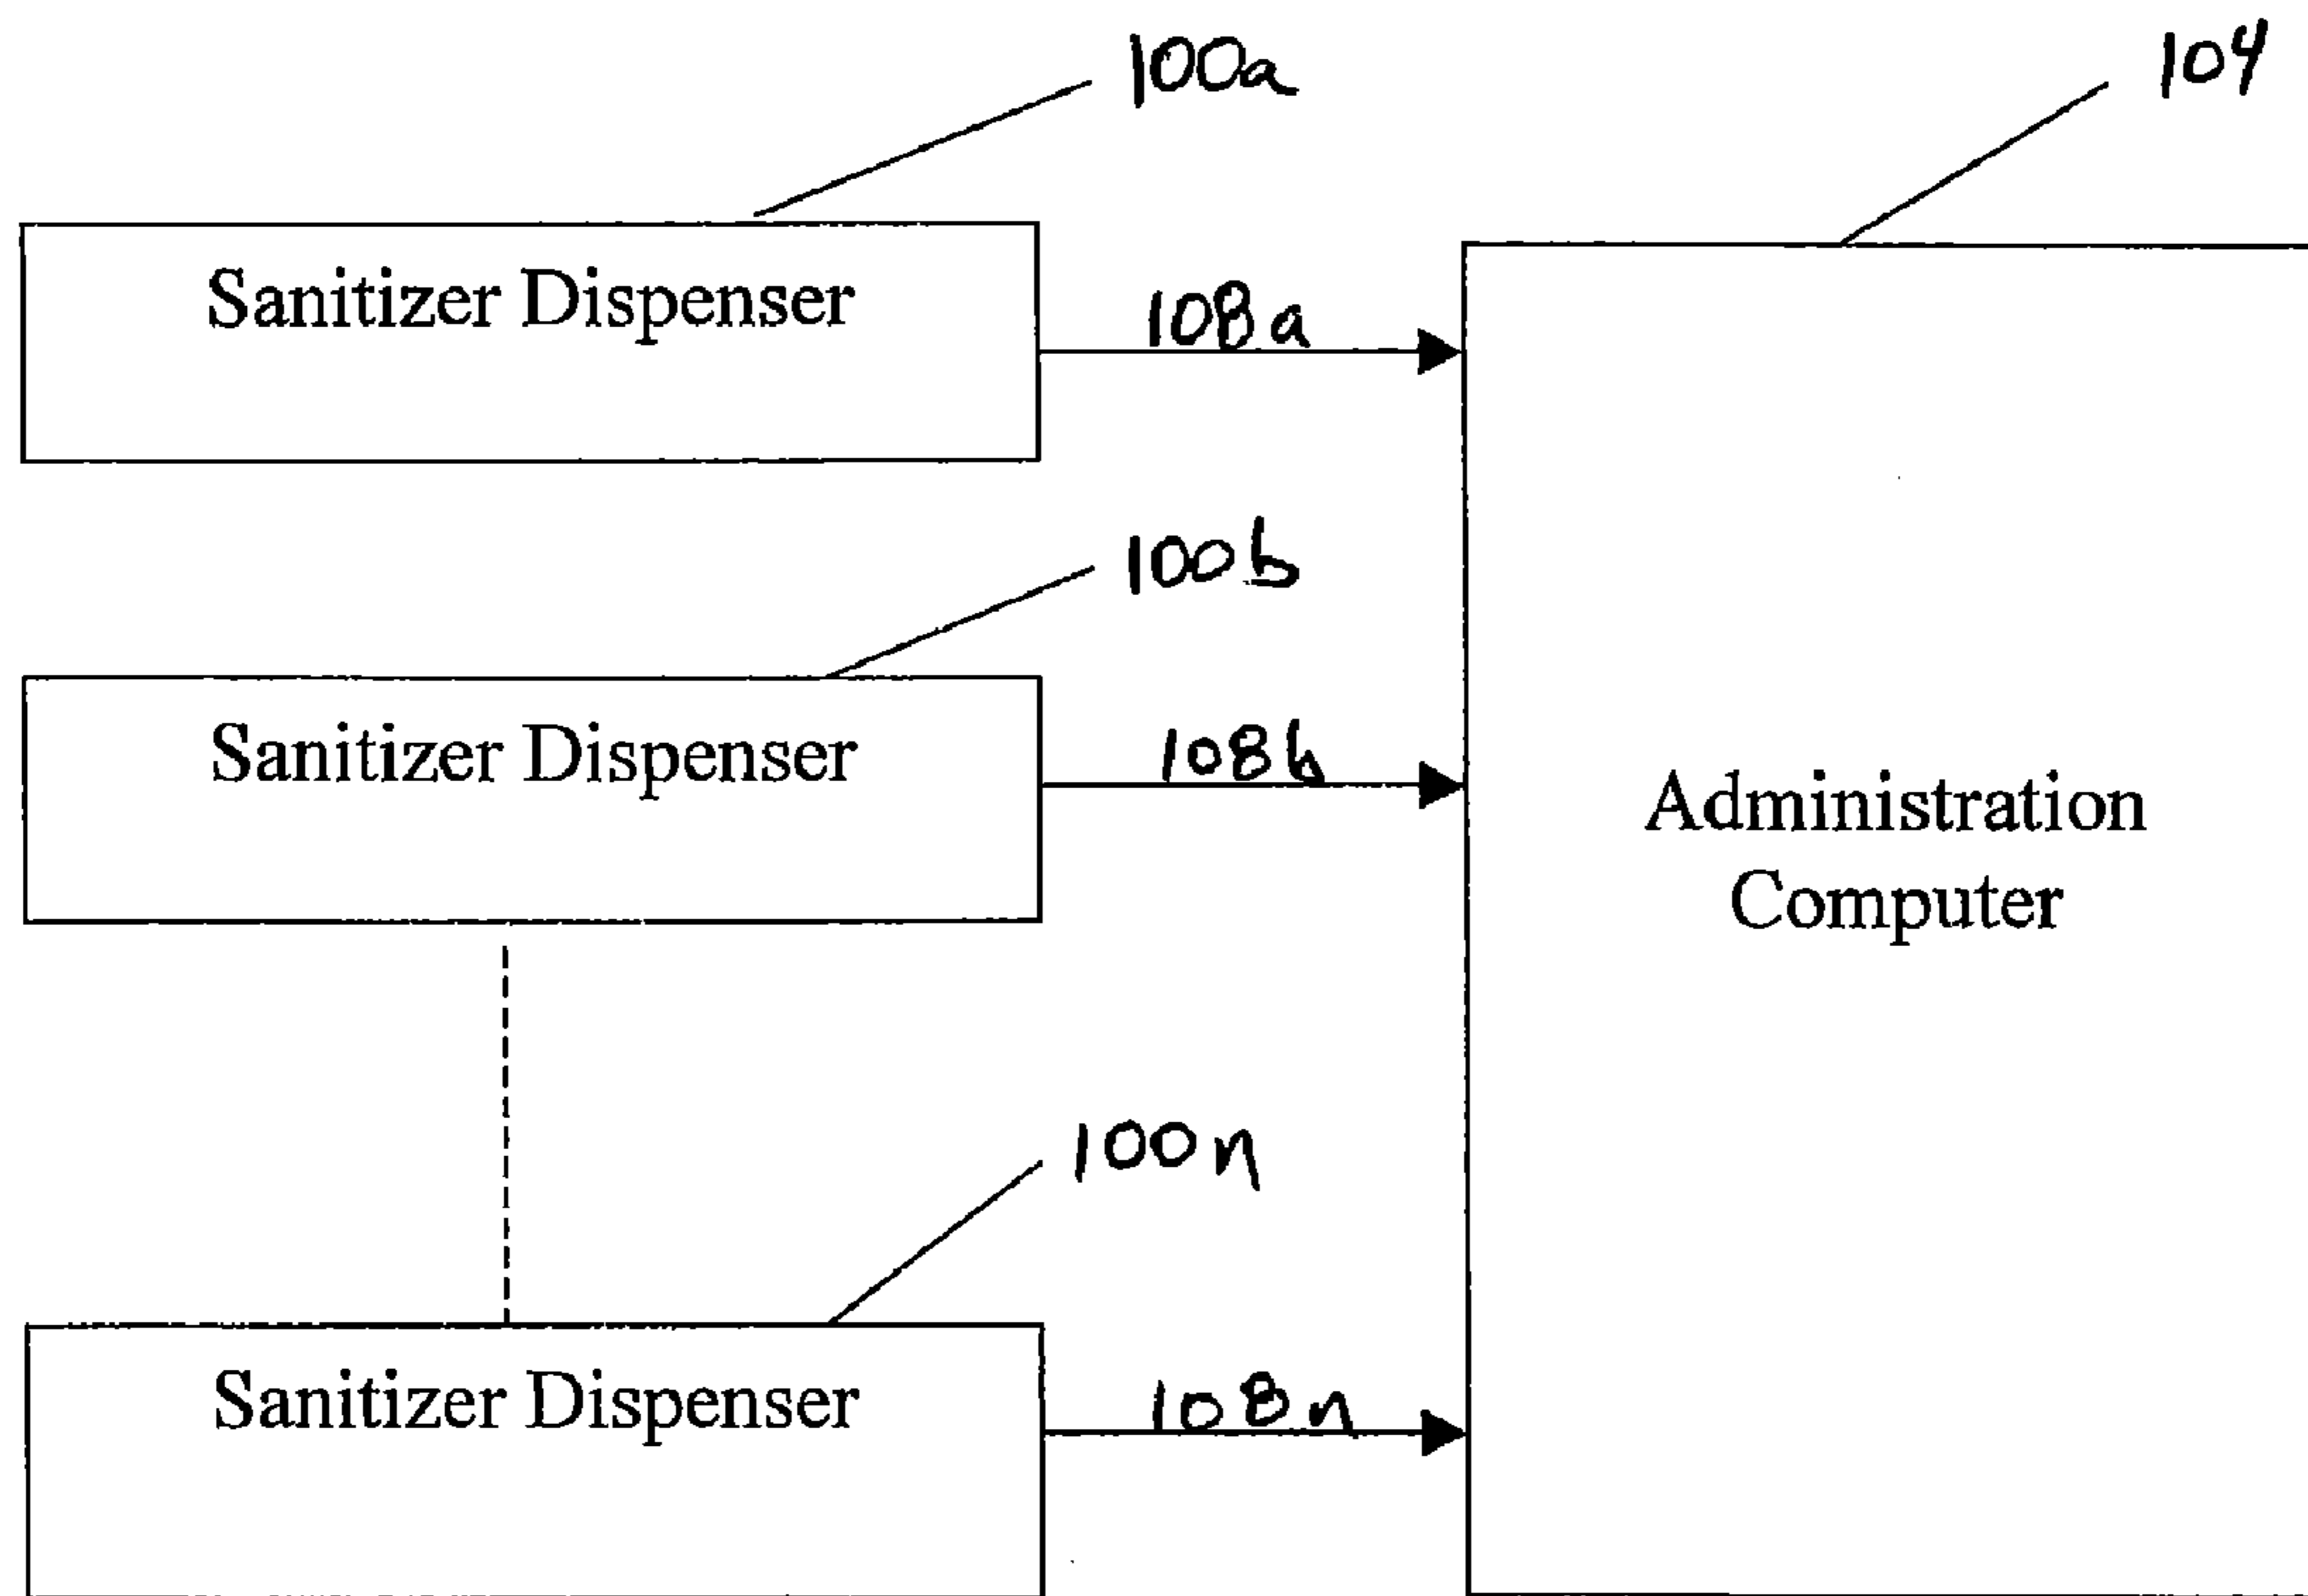 100a
104
Sanitizer Dispenser
108a
100b
Sanitizer Dispenser
108b
Administration
Computer
100n
Sanitizer Dispenser
108n